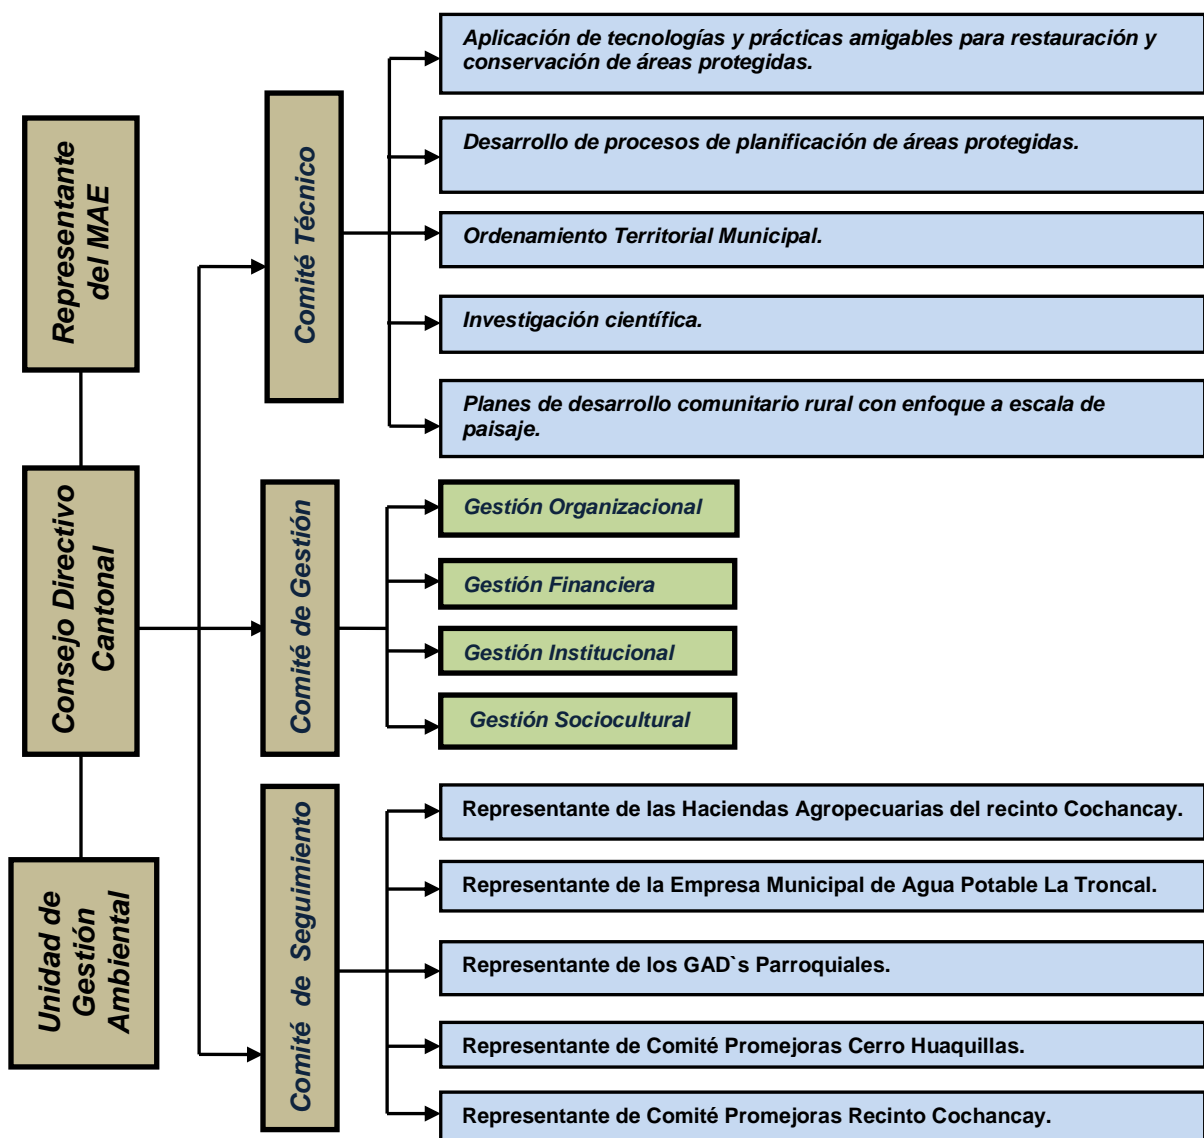 Representante
del MAE
Consejo Directivo
Cantonal
Unidad de
Gestión
Ambiental
Comité Técnico
Aplicación de tecnologías y prácticas amigables para restauración y
conservación de áreas protegidas.
Desarrollo de procesos de planificación de áreas protegidas.
Ordenamiento Territorial Municipal.
Investigación científica.
Planes de desarrollo comunitario rural con enfoque a escala de
paisaje.
Comité de Gestión
Gestión Organizacional
Gestión Financiera
Gestión Institucional
Gestión Sociocultural
Comité de Seguimiento
Representante de las Haciendas Agropecuarias del recinto Cochancay.
Representante de la Empresa Municipal de Agua Potable La Troncal.
Representante de los GAD`s Parroquiales.
Representante de Comité Promejoras Cerro Huaquillas.
Representante de Comité Promejoras Recinto Cochancay.